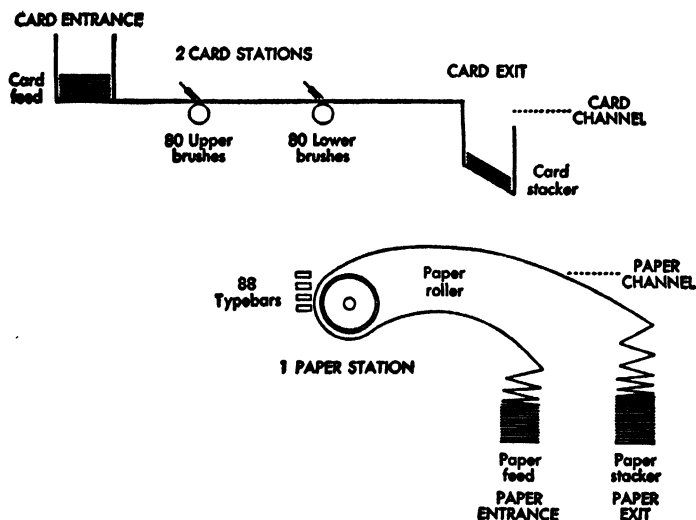 CARD ENTRANCE
Card
feed
2 CARD STATIONS
80 Upper
brushes
80 Lower
brushes
CARD EXIT
CARD
CHANNEL
Card
stacker
88
Typebars
Paper
roller
PAPER
CHANNEL
1 PAPER STATION
Paper
feed
PAPER
ENTRANCE
Paper
stacker
PAPER
EXIT